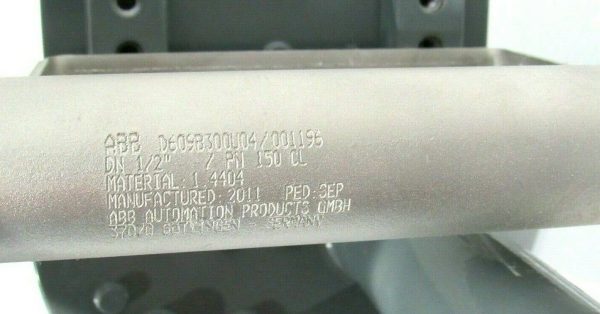 ABB D609B300U04/001196
DN 1/2" / PN 150 CL
MATERIAL:1.4404
MANUFACTURED:2011 PED:SEP
ABB AUTOMATION PRODUCTS GMBH
GERMANY